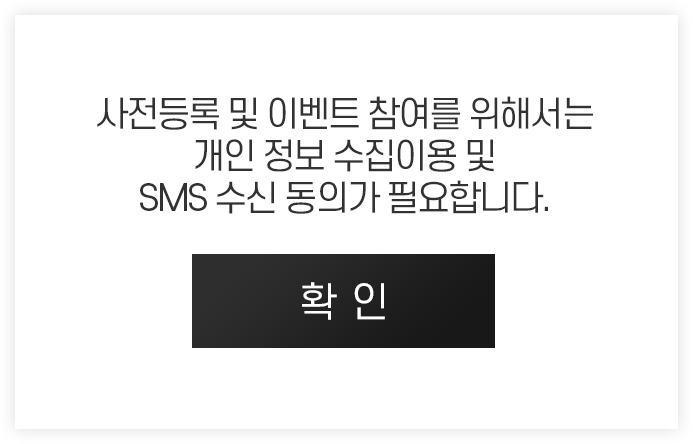 사전등록 및 이벤트 참여를 위해서는
개인 정보 수집이용 및
SMS 수신 동의가 필요합니다.
확 인